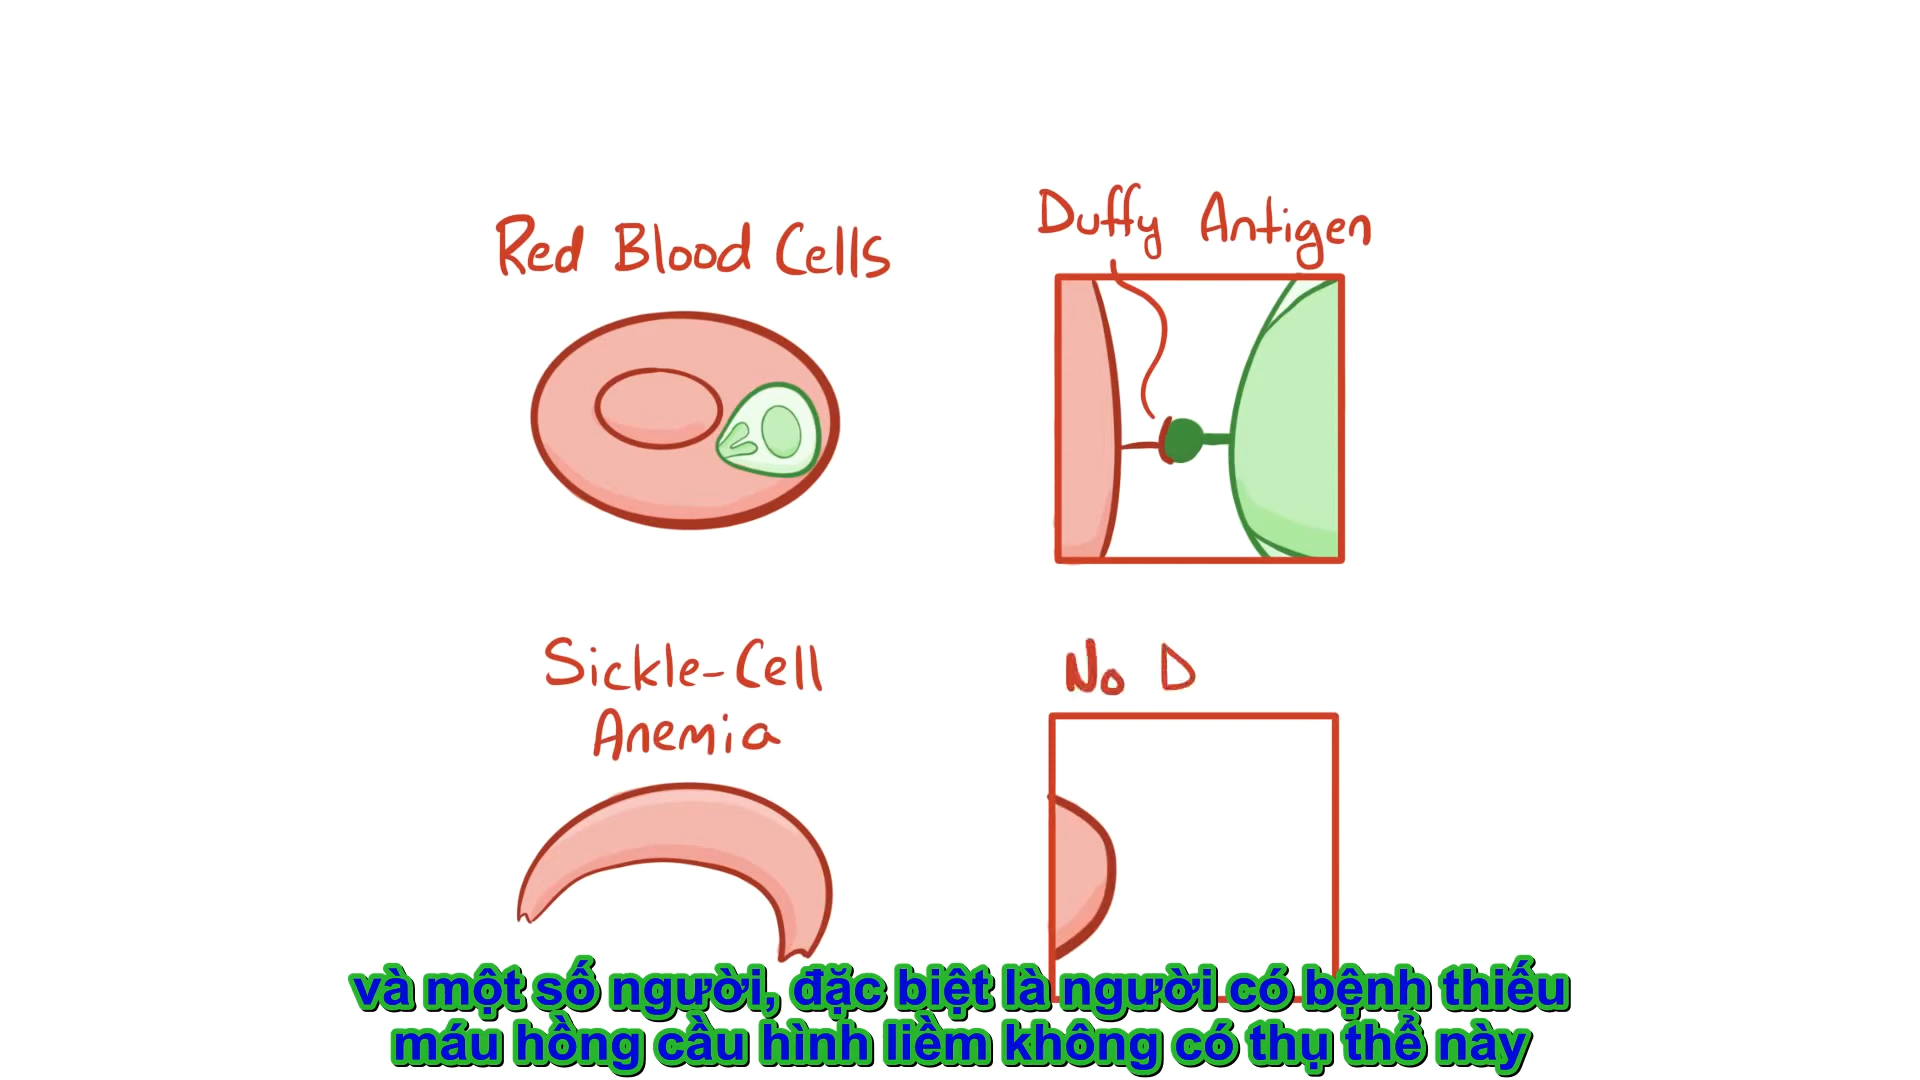 Red Blood Cells
Duffy Antigen
Sickle-Cell
Anemia
No D
và một số người, đặc biệt là người có bệnh thiếu
máu hồng cầu hình liềm không có thụ thể này